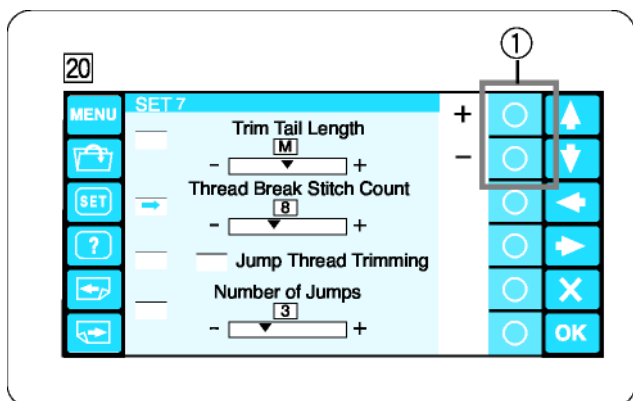 ①
20
MENU
SET 7
+
Trim Tail Length
M
- +
−
Thread Break Stitch Count
SET
8
- +
?
Jump Thread Trimming
Number of Jumps
X
3
- +
OK